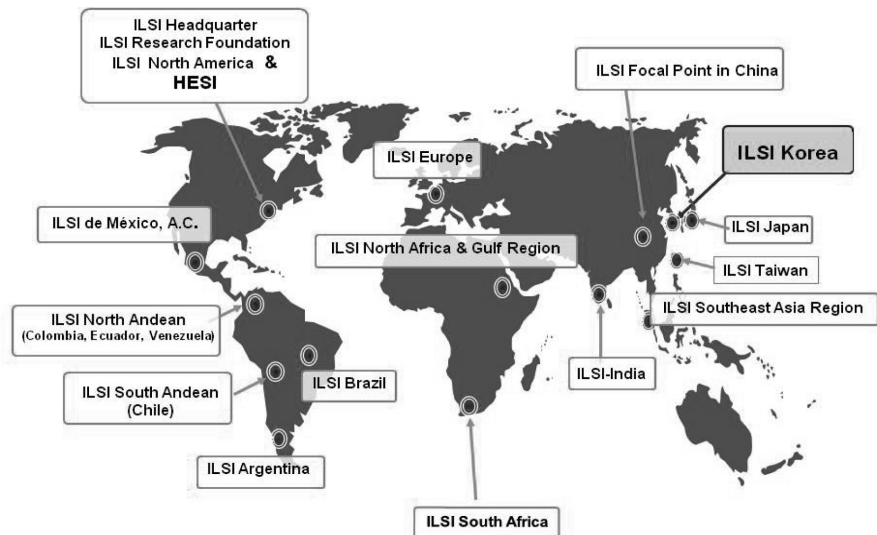 ILSI Headquarter
ILSI Research Foundation
ILSI North America & 
HESI
ILSI Focal Point in China
ILSI Korea
ILSI Europe
ILSI de México, A.C.
ILSI Japan
ILSI North Africa & Gulf Region
ILSI Taiwan
ILSI Southeast Asia Region
ILSI North Andean
(Colombia, Ecuador, Venezuela)
ILSI-India
ILSI South Andean
(Chile)
ILSI Brazil
ILSI Argentina
ILSI South Africa